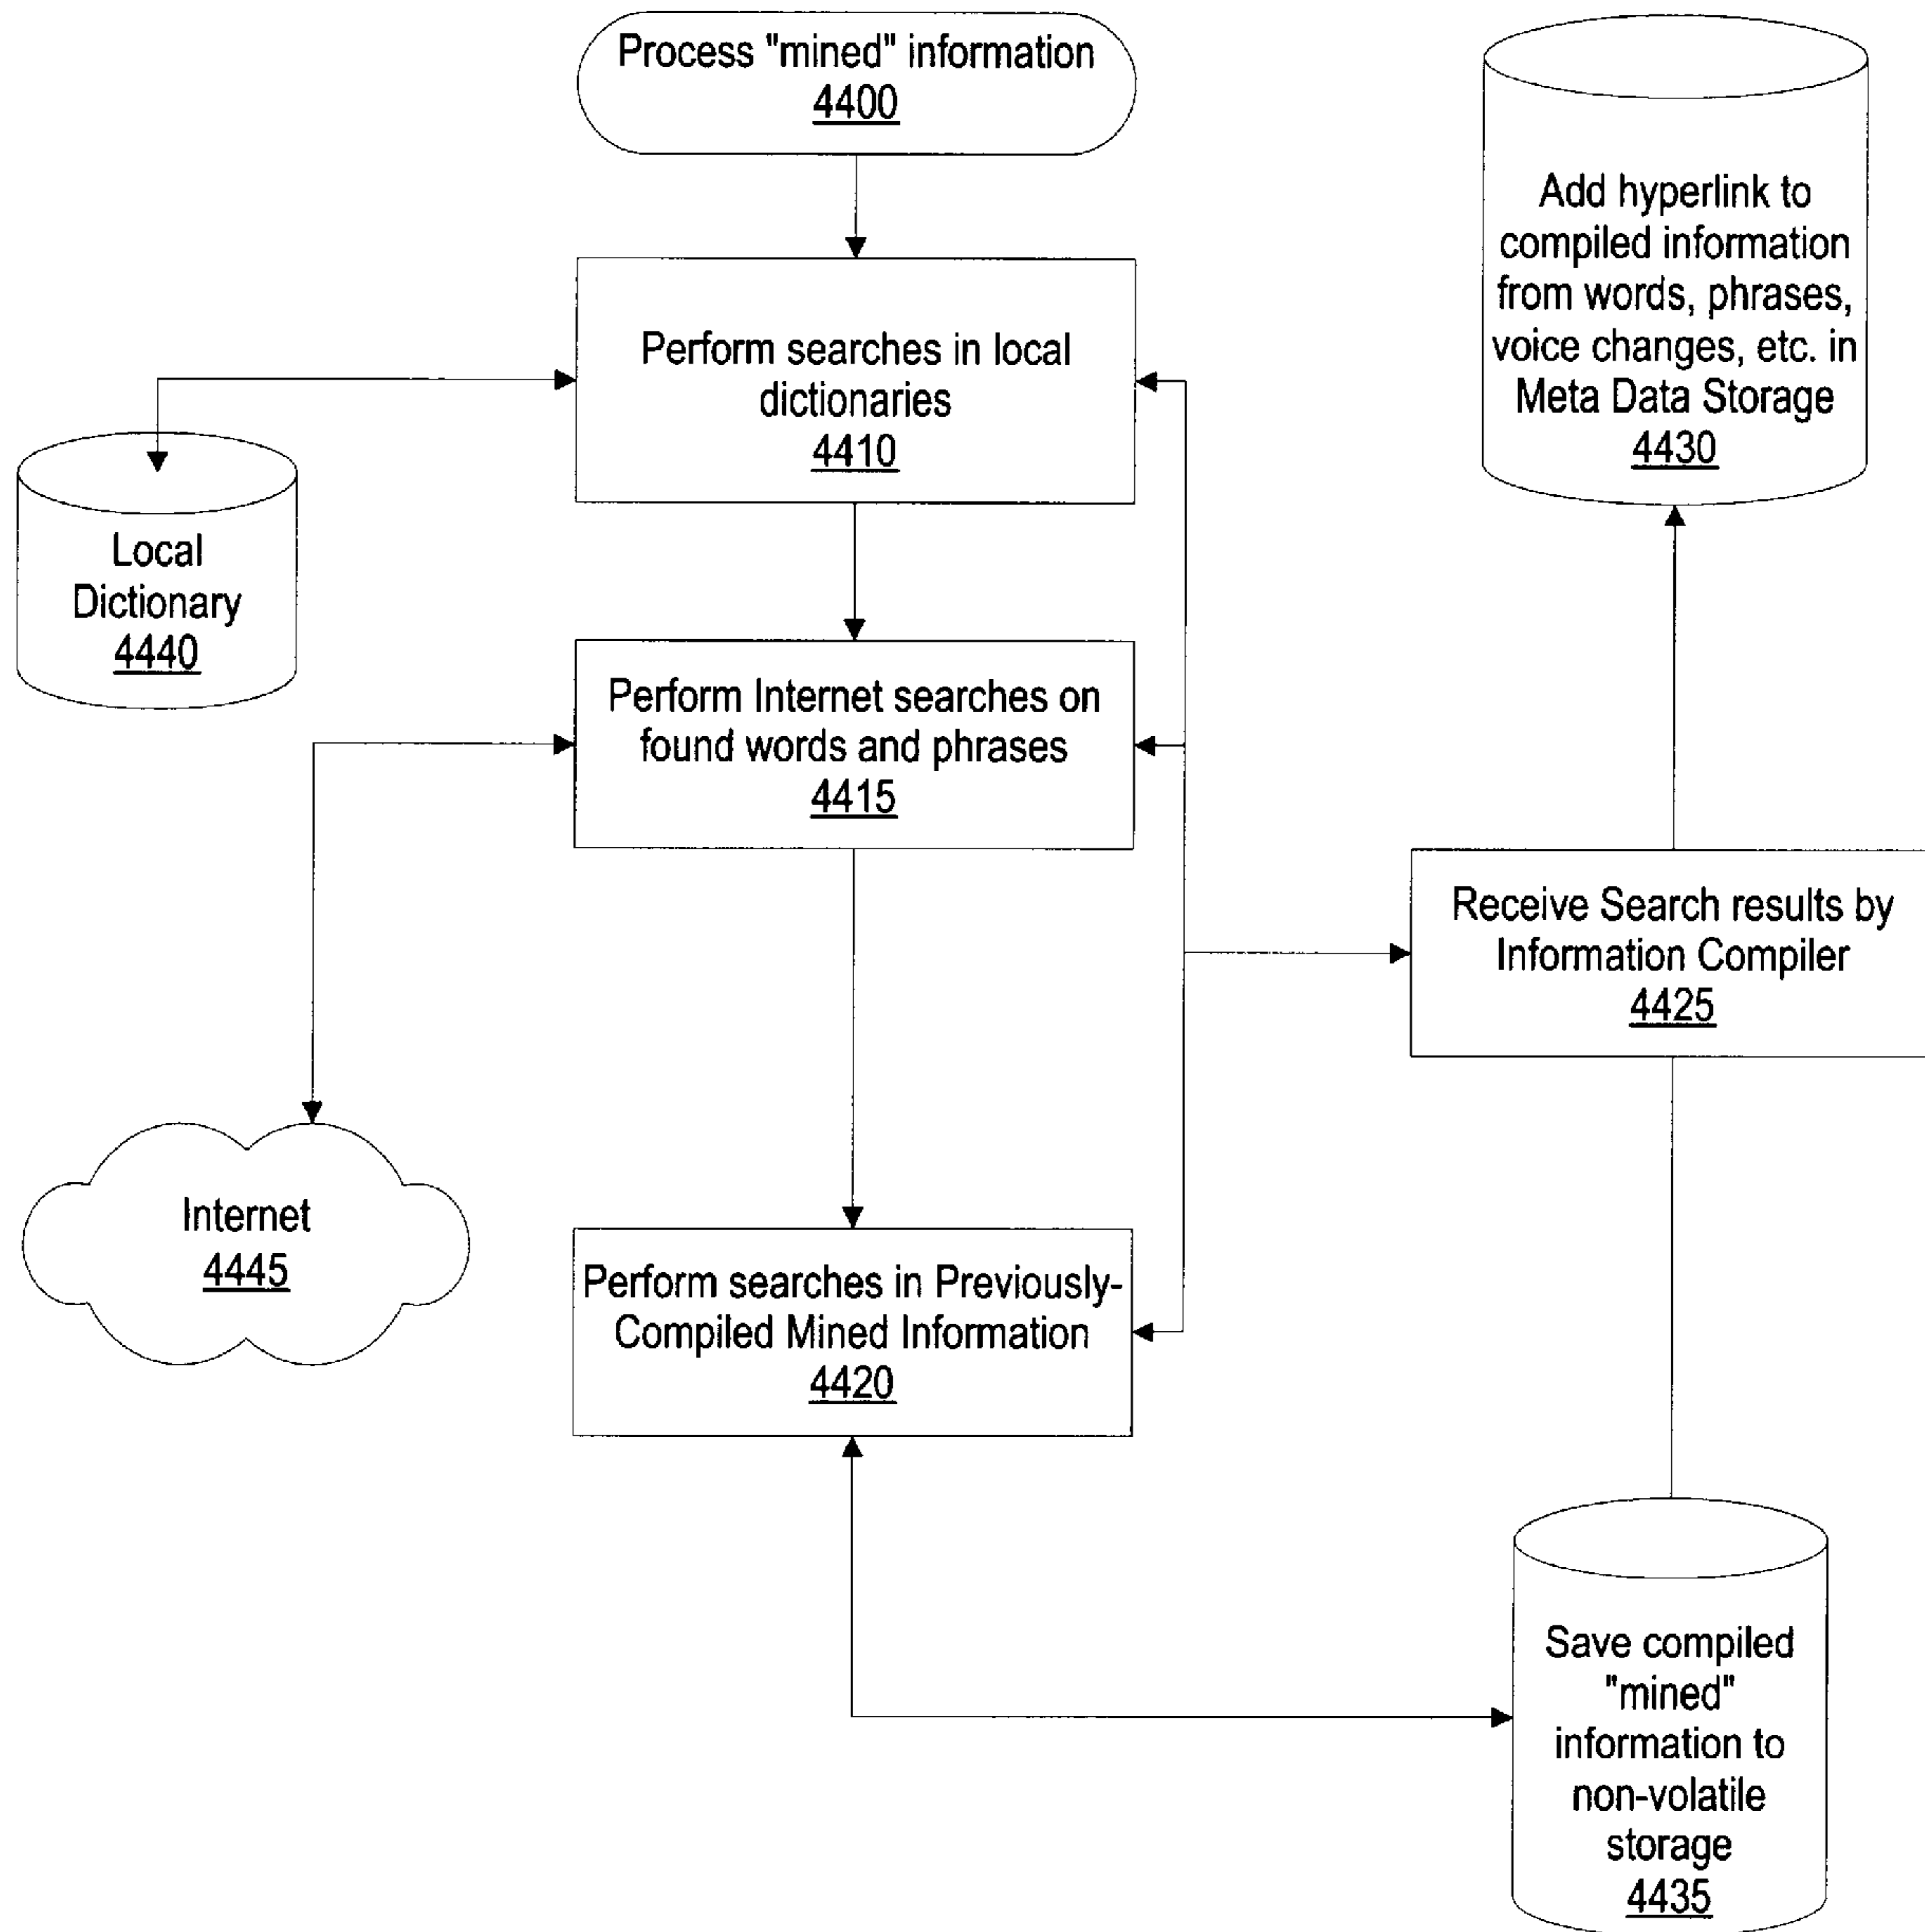 Process "mined" information
4400
Perform searches in local
dictionaries
4410
Local
Dictionary
4440
Perform Internet searches on
found words and phrases
4415
Internet
4445
Perform searches in Previously-
Compiled Mined Information
4420
Add hyperlink to
compiled information
from words, phrases,
voice changes, etc. in
Meta Data Storage
4430
Receive Search results by
Information Compiler
4425
Save compiled
"mined"
information to
non-volatile
storage
4435